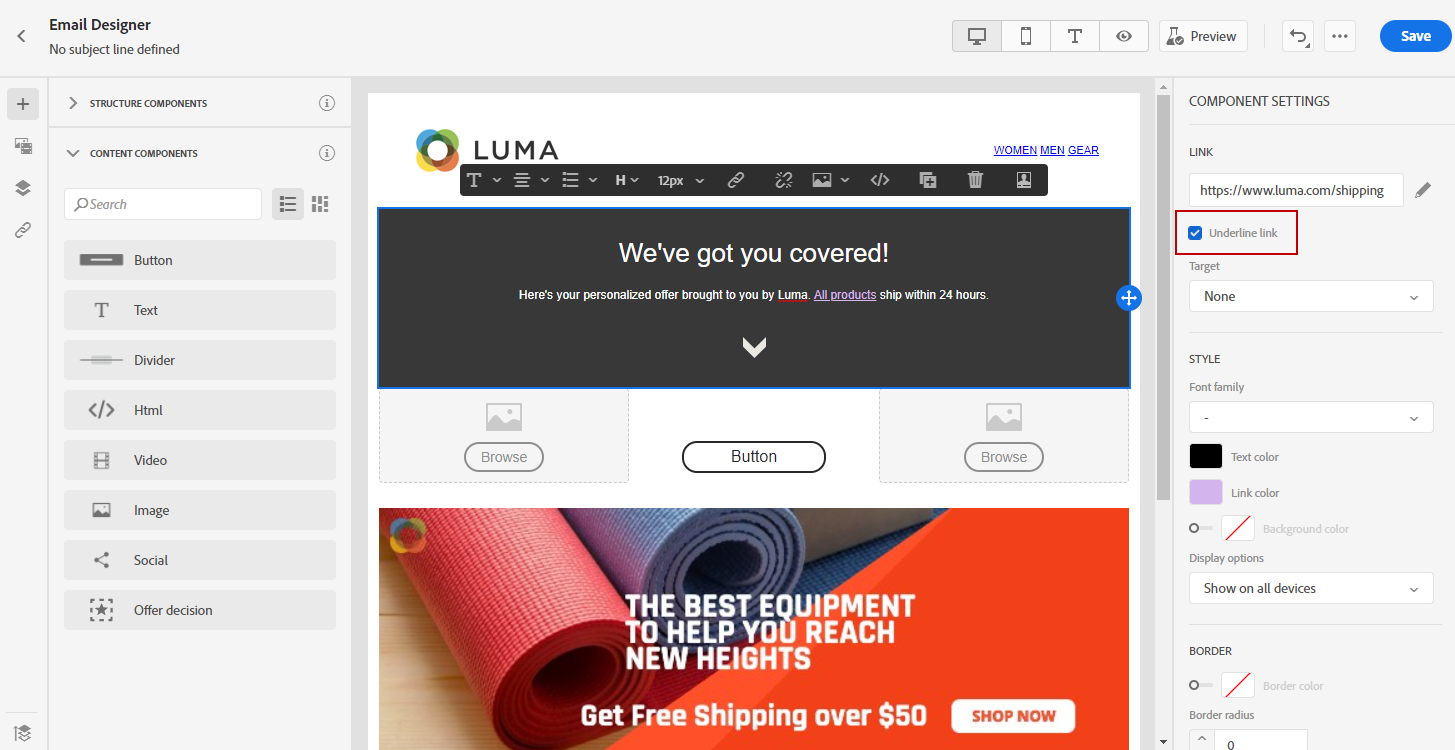 Email Designer
No subject line defined
Preview
Save
STRUCTURE COMPONENTS
CONTENT COMPONENTS
Search
Button
Text
Divider
Html
Video
Image
Social
Offer decision
LUMA
WOMEN MEN GEAR
T H 12px
We've got you covered!
Here's your personalized offer brought to you by Luma. All products ship within 24 hours.
Browse
Button
Browse
THE BEST EQUIPMENT
TO HELP YOU REACH
NEW HEIGHTS
Get Free Shipping over $50
SHOP NOW
COMPONENT SETTINGS
LINK
https://www.luma.com/shipping
Underline link
Target
None
STYLE
Font family
-
Text color
Link color
Background color
Display options
Show on all devices
BORDER
Border color
Border radius
0